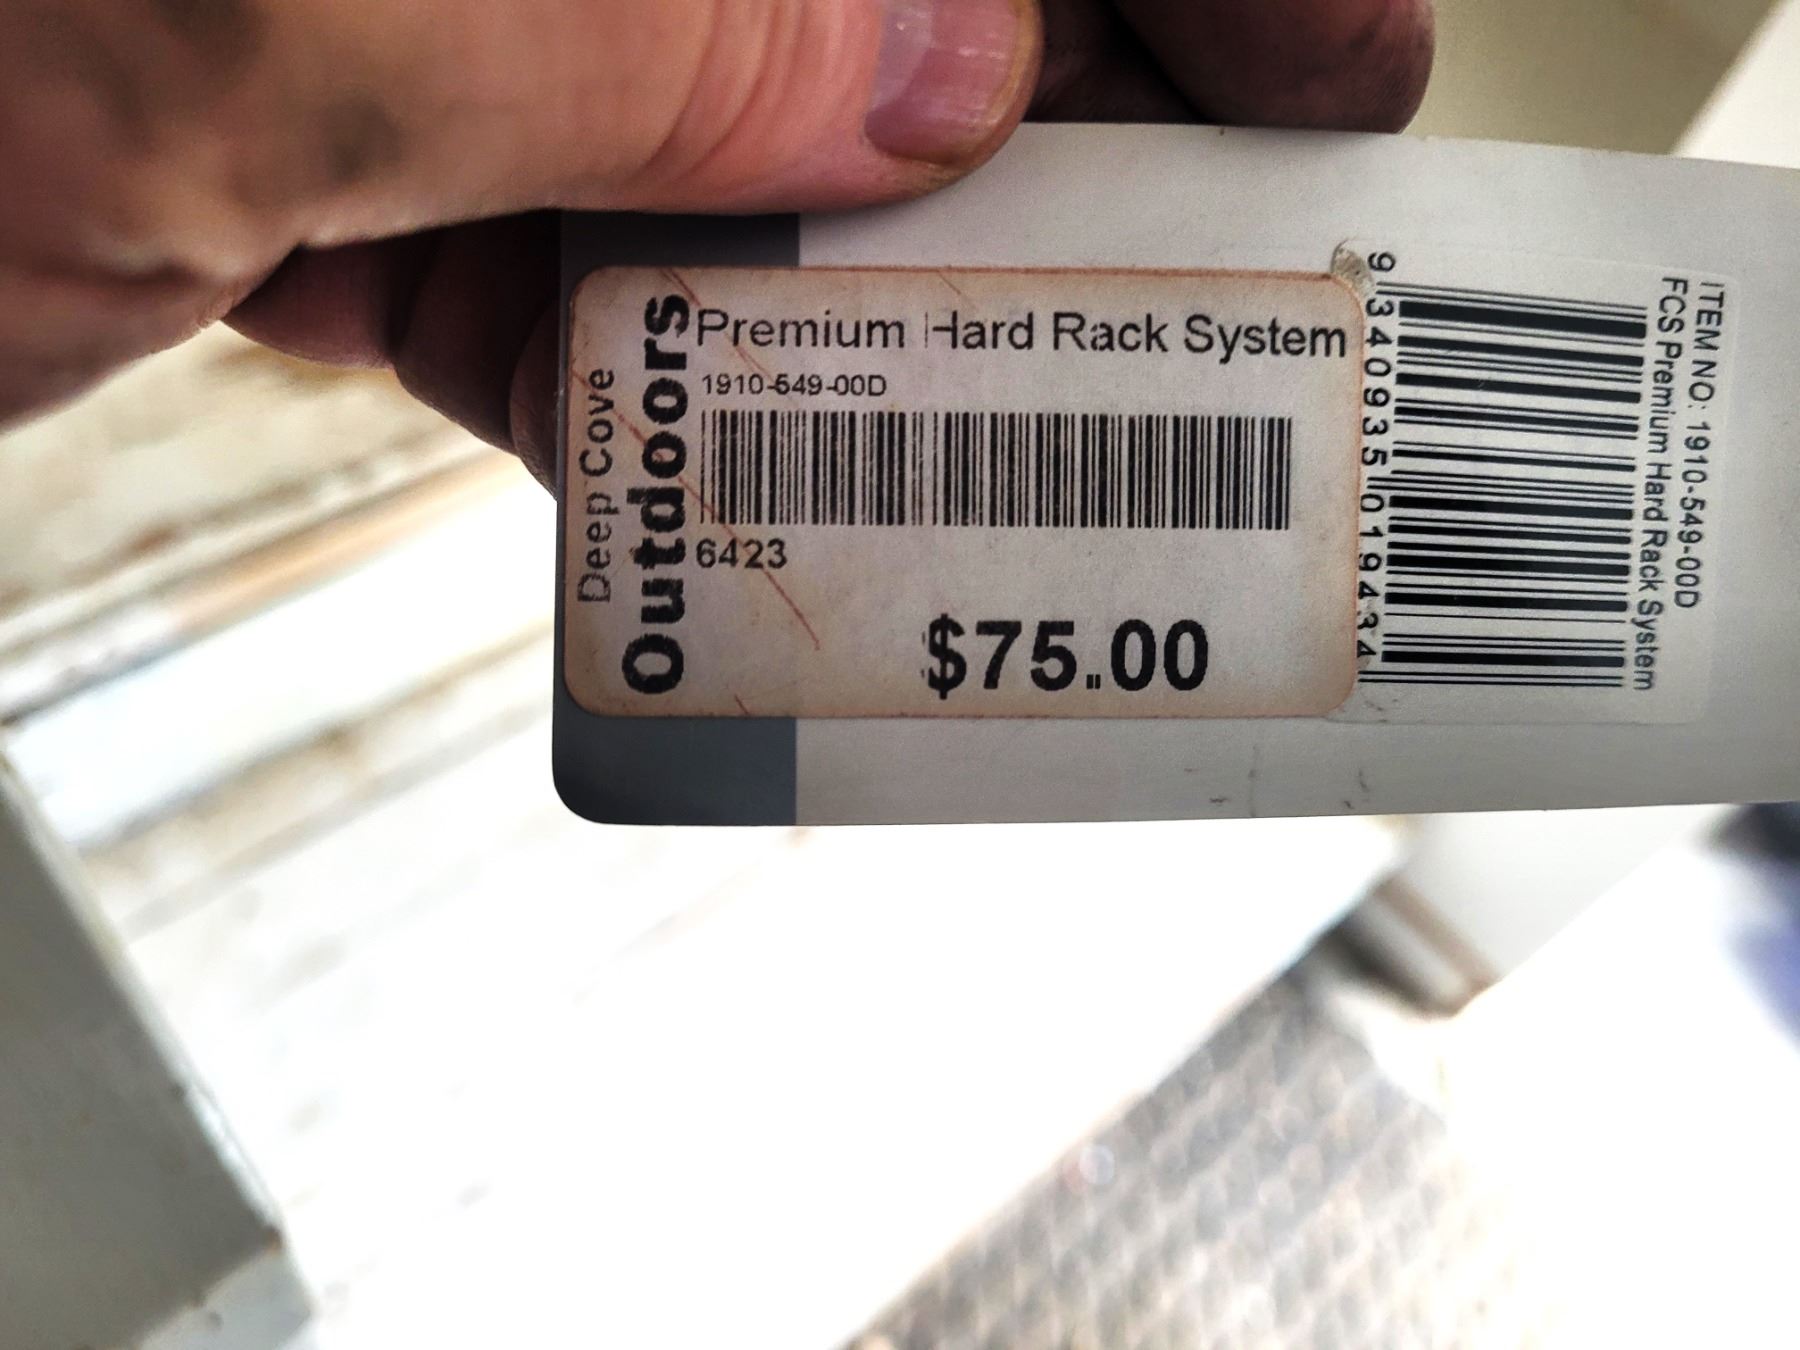 Deep Cove
Outdoors
Premium Hard Rack System
1910-549-00D
6423
$75.00
9 340935 019434
ITEM NO: 1910-549-00D
FCS Premium Hard Rack System